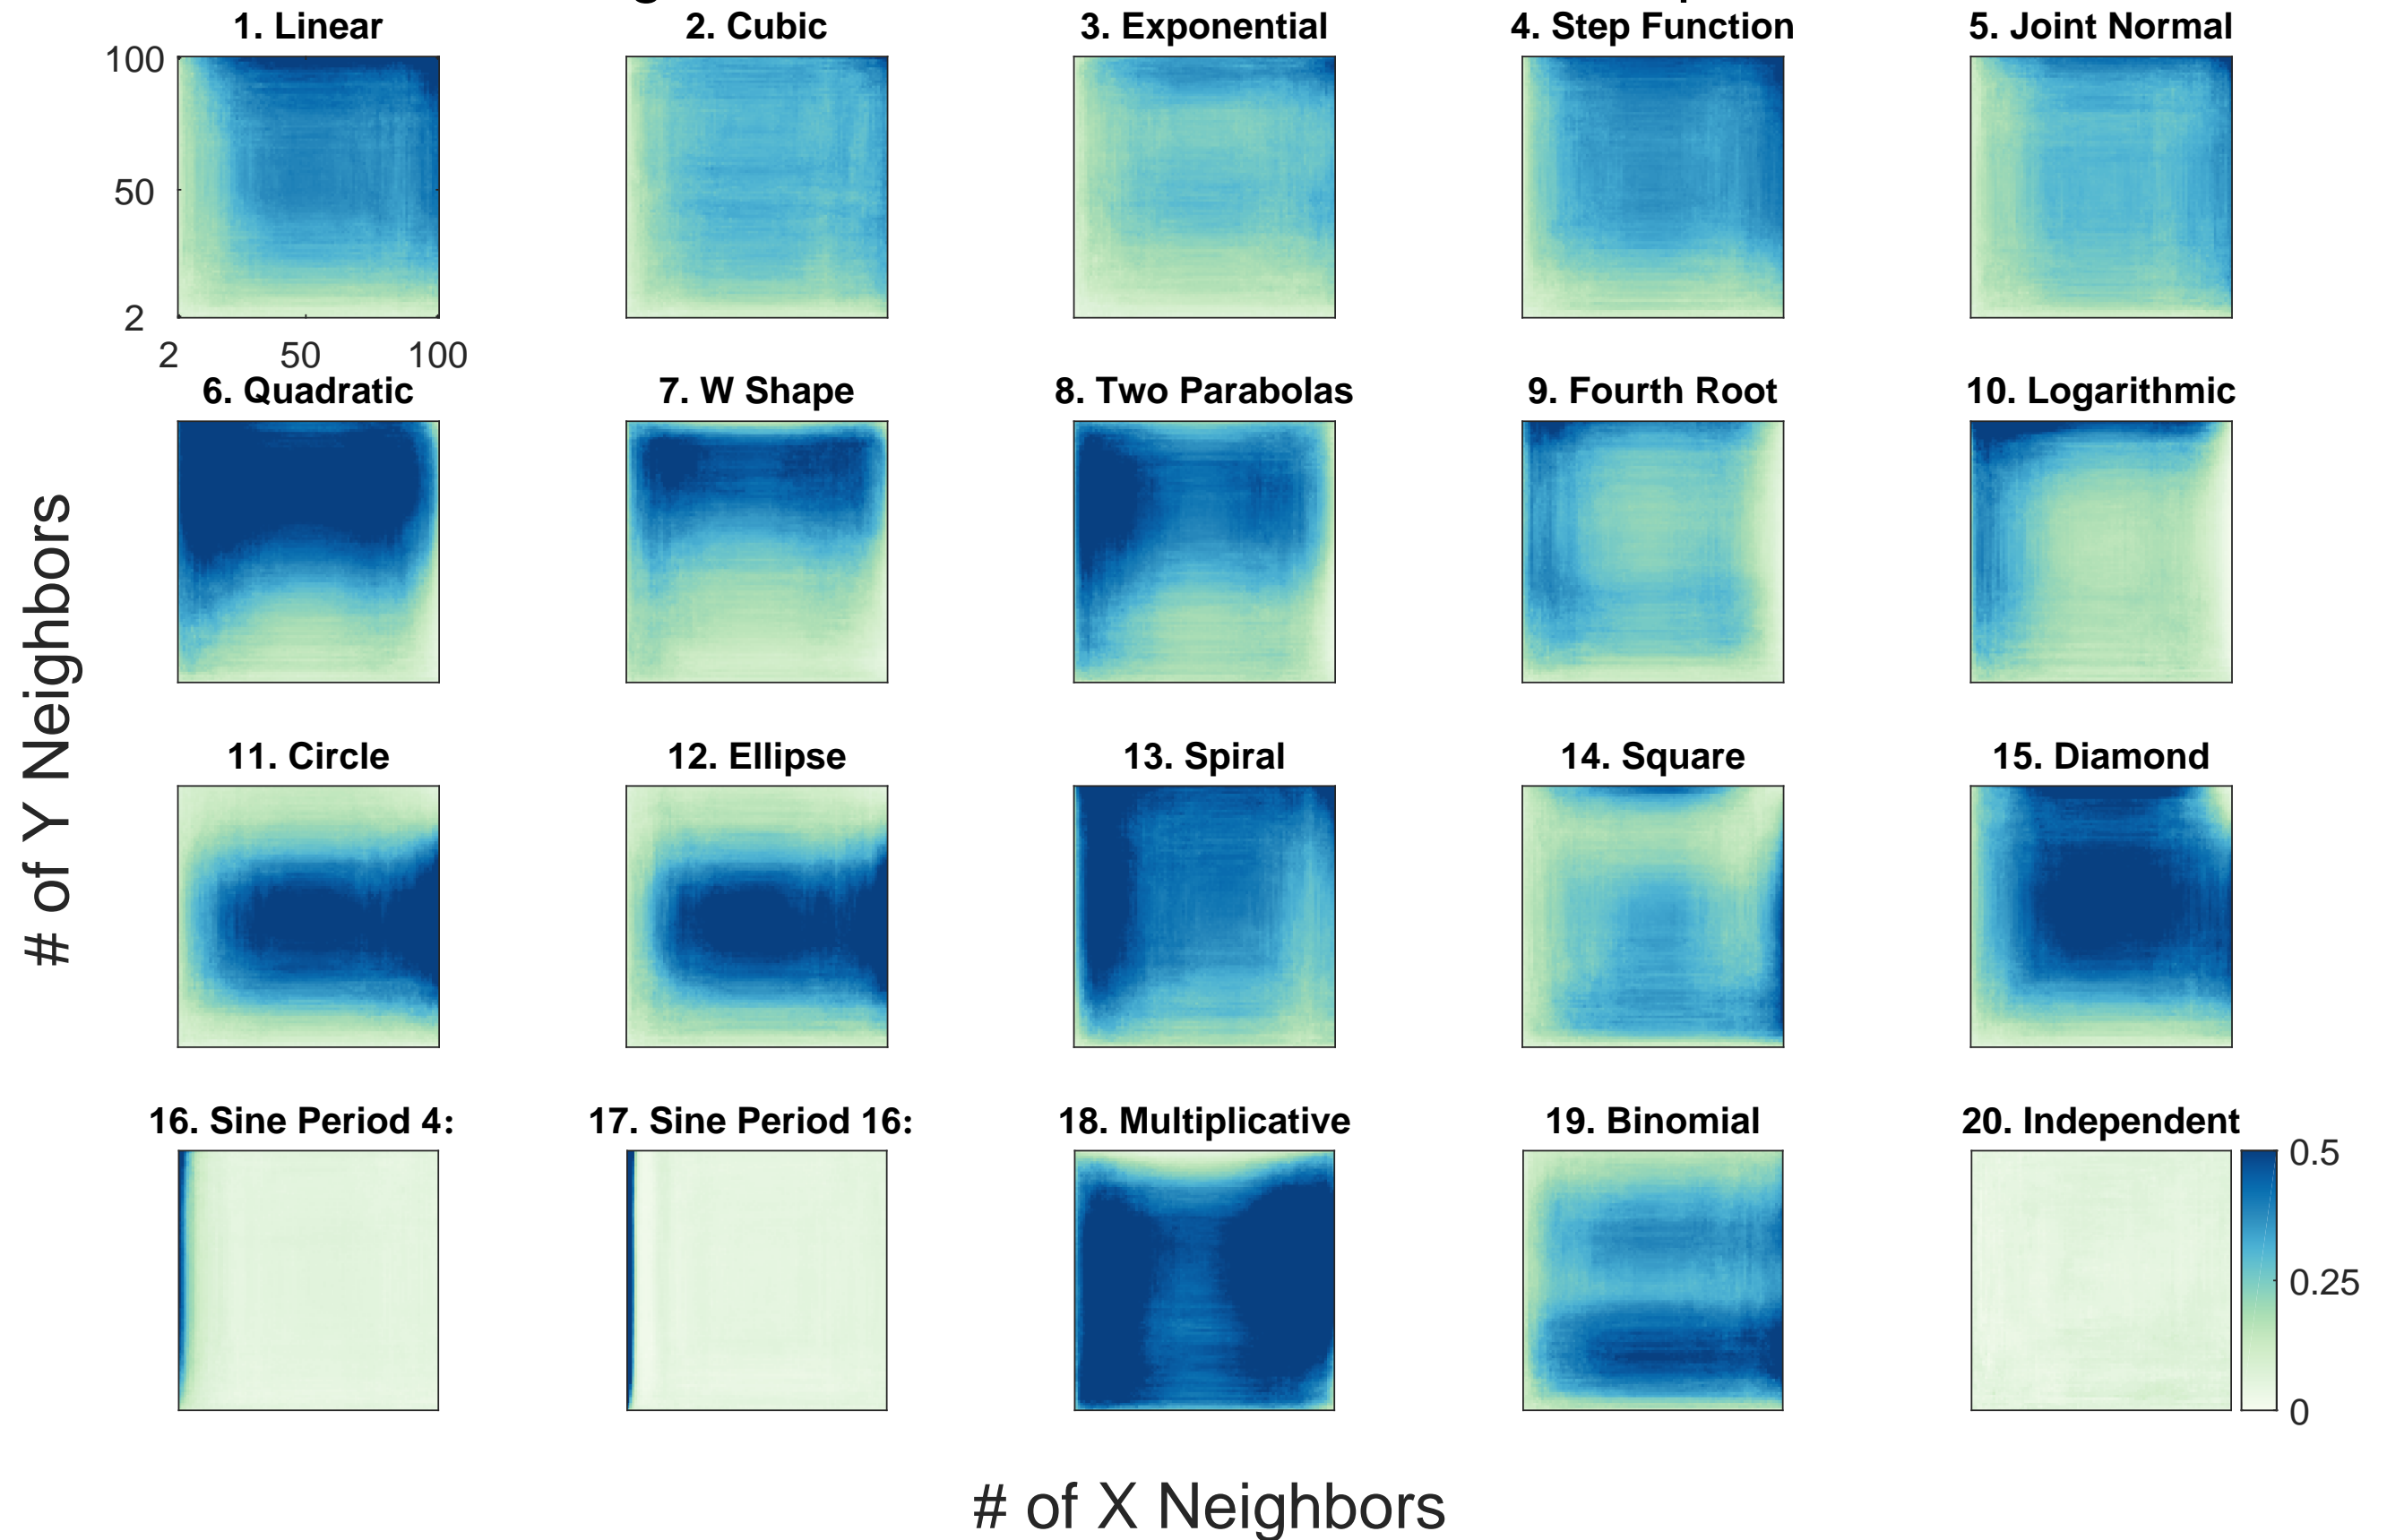 1. Linear
2. Cubic
3. Exponential
4. Step Function
5. Joint Normal
100
50
2
2
50
100
6. Quadratic
7. W Shape
8. Two Parabolas
9. Fourth Root
10. Logarithmic
# of Y Neighbors
11. Circle
12. Ellipse
13. Spiral
14. Square
15. Diamond
16. Sine Period 4:
17. Sine Period 16:
18. Multiplicative
19. Binomial
20. Independent
0.5
0.25
0
# of X Neighbors